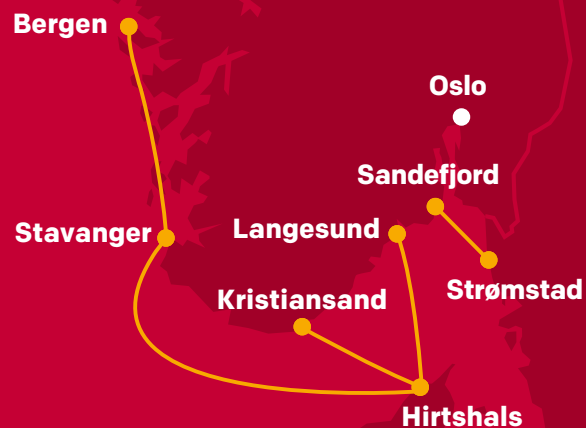 Bergen
Oslo
Sandefjord
Langesund
Stavanger
Strømstad
Kristiansand
Hirtshals